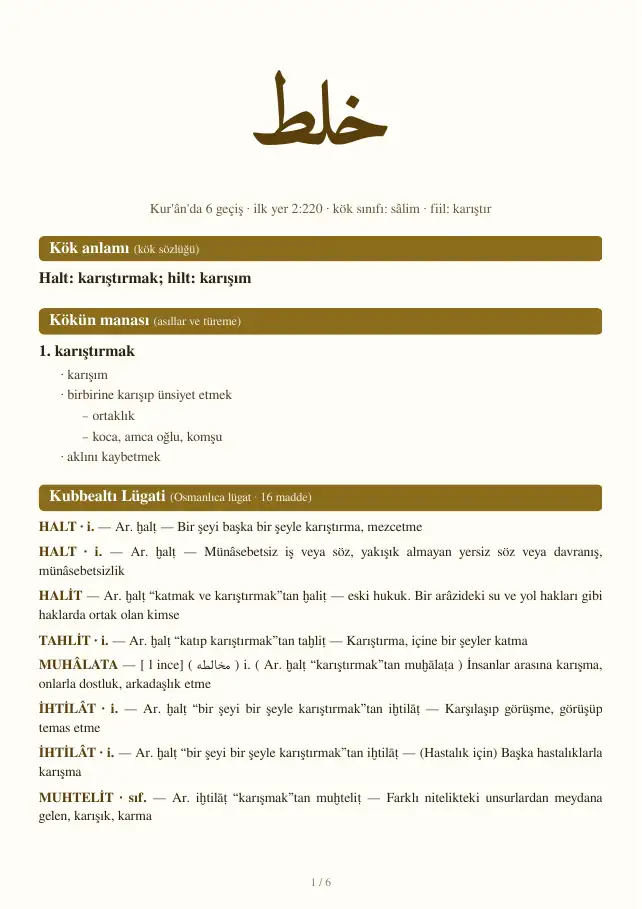 خلط
Kur'ân'da 6 geçiş · ilk yer 2:220 · kök sınıfı: sâlim · fiil: karıştır
Kök anlamı (kök sözlüğü)
Halt: karıştırmak; hilt: karışım
Kökün manası (asıllar ve türeme)
1. karıştırmak
· karışım
· birbirine karışıp ünsiyet etmek
– ortaklık
– koca, amca oğlu, komşu
· aklını kaybetmek
Kubbealtı Lügati (Osmanlıca lügat · 16 madde)
HALT · i. — Ar. ḫalṭ — Bir şeyi başka bir şeyle karıştırma, mezcetme
HALT · i. — Ar. ḫalṭ — Münâsebetsiz iş veya söz, yakışık almayan yersiz söz veya davranış,
münâsebetsizlik
HALİT — Ar. ḫalṭ “katmak ve karıştırmak”tan ḫaliṭ — eski hukuk. Bir arâzideki su ve yol hakları gibi
haklarda ortak olan kimse
TAHLİT · i. — Ar. ḫalṭ “katıp karıştırmak”tan taḫliṭ — Karıştırma, içine bir şeyler katma
MUHÂLATA — [ l ince] ( مخالطه ) i. ( Ar. ḫalṭ “karıştırmak”tan muḫālaṭa ) İnsanlar arasına karışma,
onlarla dostluk, arkadaşlık etme
İHTİLÂT · i. — Ar. ḫalṭ “bir şeyi bir şeyle karıştırmak”tan iḫtilāṭ — Karşılaşıp görüşme, görüşüp
temas etme
İHTİLÂT · i. — Ar. ḫalṭ “bir şeyi bir şeyle karıştırmak”tan iḫtilāṭ — (Hastalık için) Başka hastalıklarla
karışma
MUHTELİT · sıf. — Ar. iḫtilāṭ “karışmak”tan muḫteliṭ — Farklı nitelikteki unsurlardan meydana
gelen, karışık, karma
1 / 6